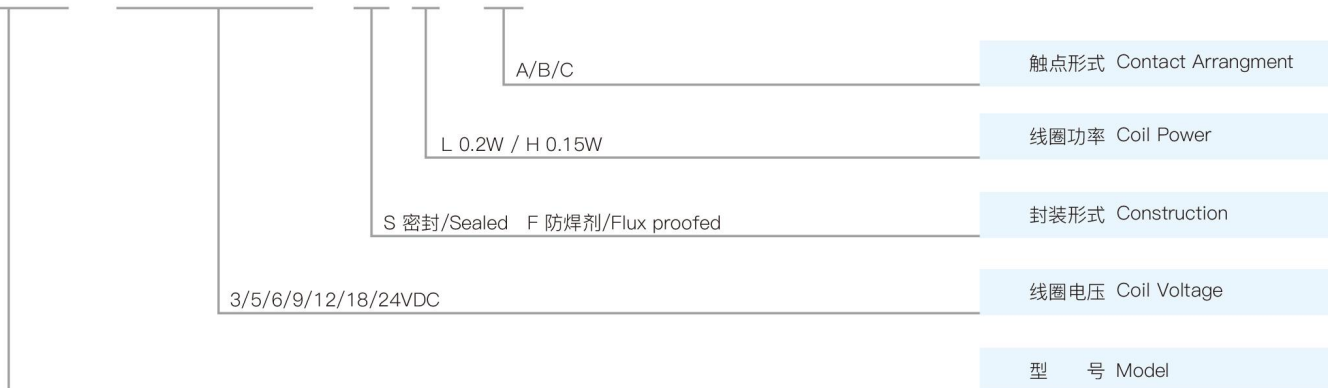 A/B/C
触点形式 Contact Arrangment
L 0.2W / H 0.15W
线圈功率 Coil Power
S 密封/Sealed F 防焊剂/Flux proofed
封装形式 Construction
3/5/6/9/12/18/24VDC
线圈电压 Coil Voltage
型 号 Model